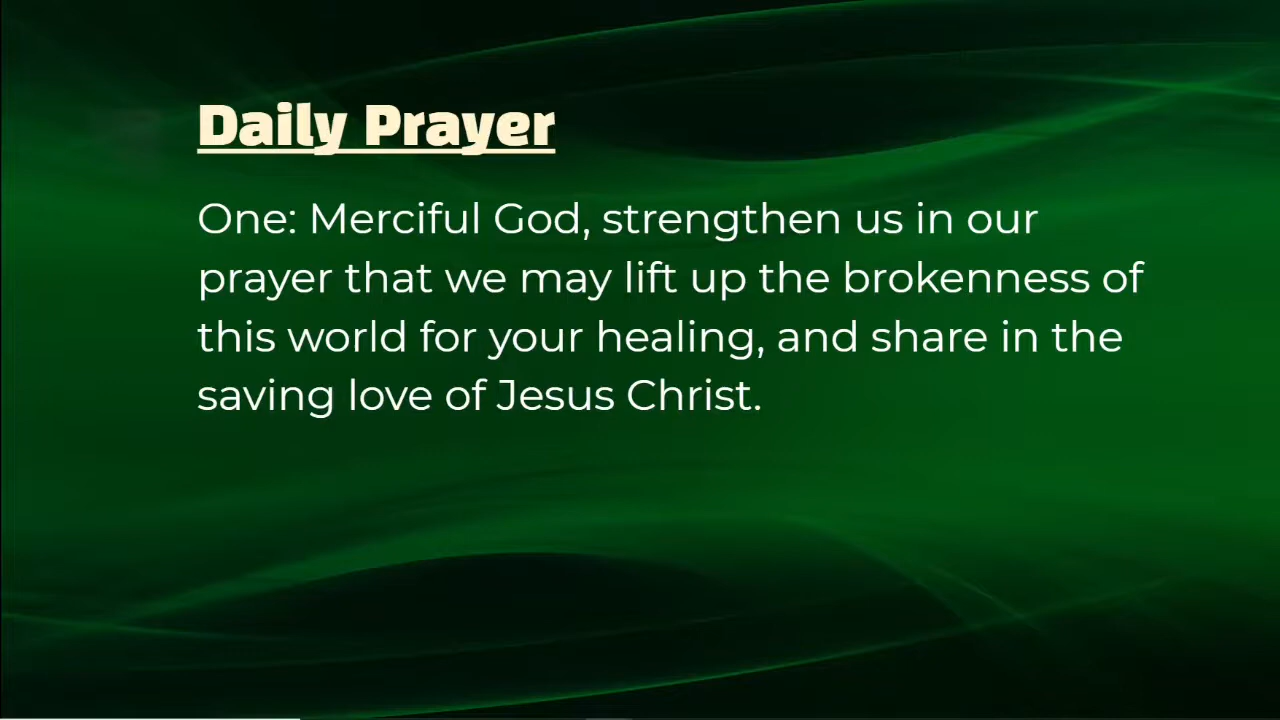 Daily Prayer
One: Merciful God, strengthen us in our
prayer that we may lift up the brokenness of
this world for your healing, and share in the
saving love of Jesus Christ.